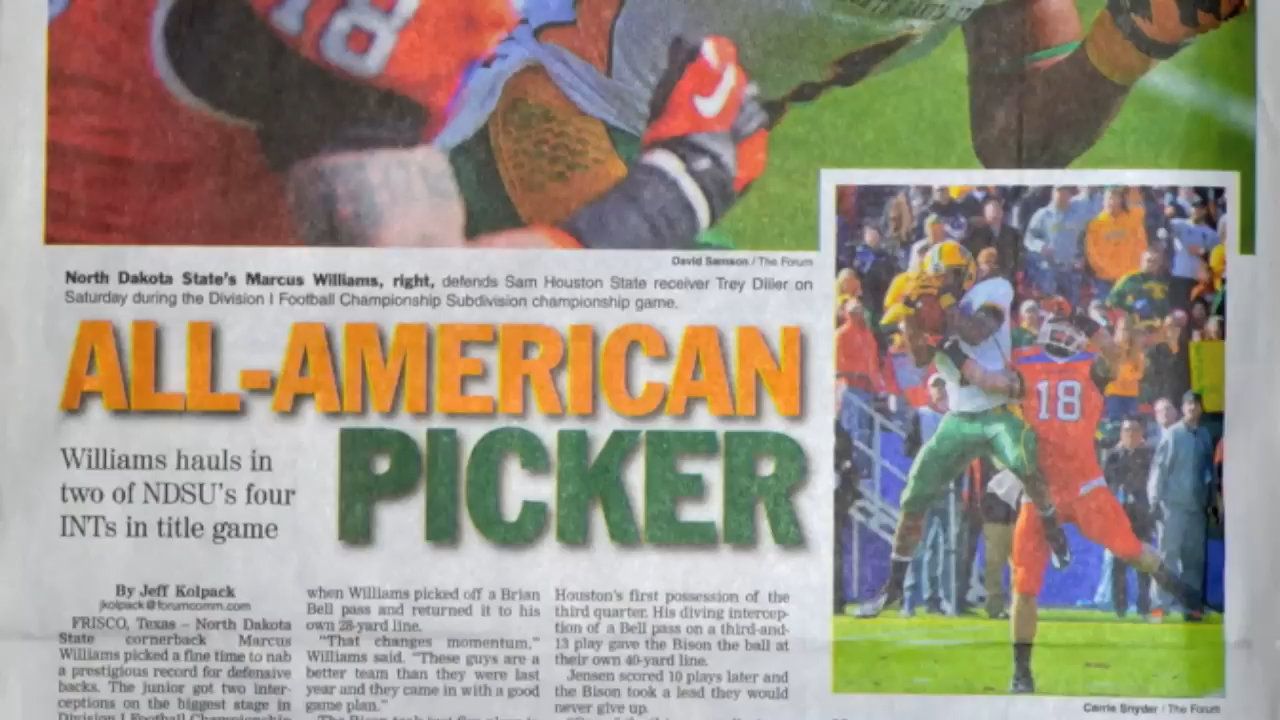 18
David Samson / The Forum
North Dakota State's Marcus Williams, right, defends Sam Houston State receiver Trey Diller on
Saturday during the Division I Football Championship Subdivision championship game.
ALL-AMERICAN
PICKER
Williams hauls in
two of NDSU's four
INTs in title game
By Jeff Kolpack
jkolpack@forumcomm.com
FRISCO, Texas – North Dakota
State cornerback Marcus
Williams picked a fine time to nab
a prestigious record for defensive
backs. The junior got two inter-
ceptions on the biggest stage in
Division I Football Championship
when Williams picked off a Brian
Bell pass and returned it to his
own 28-yard line.
"That changes momentum,"
Williams said. "These guys are a
better team than they were last
year and they came in with a good
game plan."
Houston's first possession of the
third quarter. His diving intercep-
tion of a Bell pass on a third-and-
13 play gave the Bison the ball at
their own 40-yard line.
Jensen scored 10 plays later and
the Bison took a lead they would
never give up.
18
Carrie Snyder / The Forum